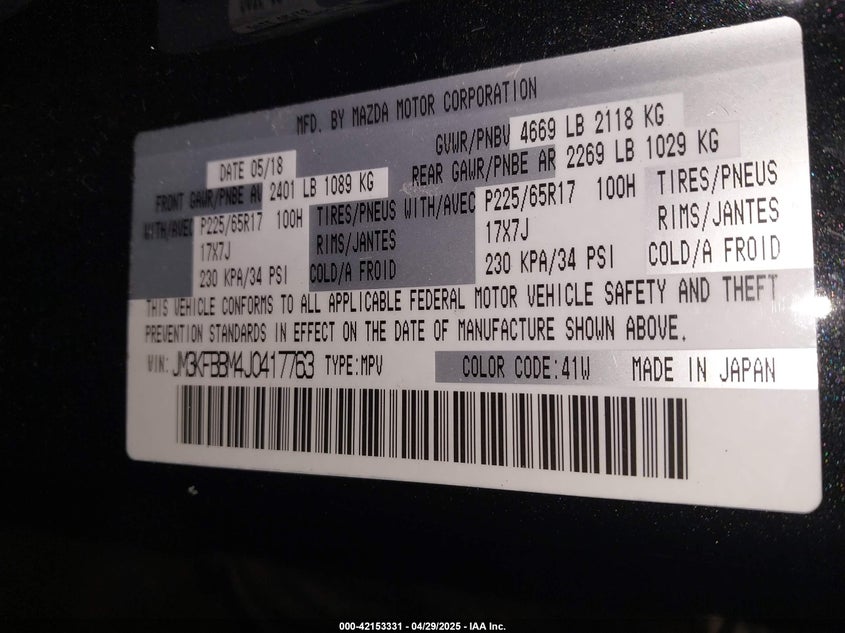 MFD. BY MAZDA MOTOR CORPORATION
DATE 05/18 GVWR/PNBV 4669 LB 2118 KG
FRONT GAWR/PNBE AV 2401 LB 1089 KG REAR GAWR/PNBE AR 2269 LB 1029 KG
WITH/AVEC P225/65R17 100H TIRES/PNEUS WITH/AVEC P225/65R17 100H TIRES/PNEUS
17X7J RIMS/JANTES 17X7J RIMS/JANTES
230 KPA/34 PSI COLD/A FROID 230 KPA/34 PSI COLD/A FROID
THIS VEHICLE CONFORMS TO ALL APPLICABLE FEDERAL MOTOR VEHICLE SAFETY AND THEFT
PREVENTION STANDARDS IN EFFECT ON THE DATE OF MANUFACTURE SHOWN ABOVE.
VIN: JM3KFBBM4J0417763 TYPE:MPV COLOR CODE:41W MADE IN JAPAN
000-42153331 - 04/29/2025 - IAA Inc.